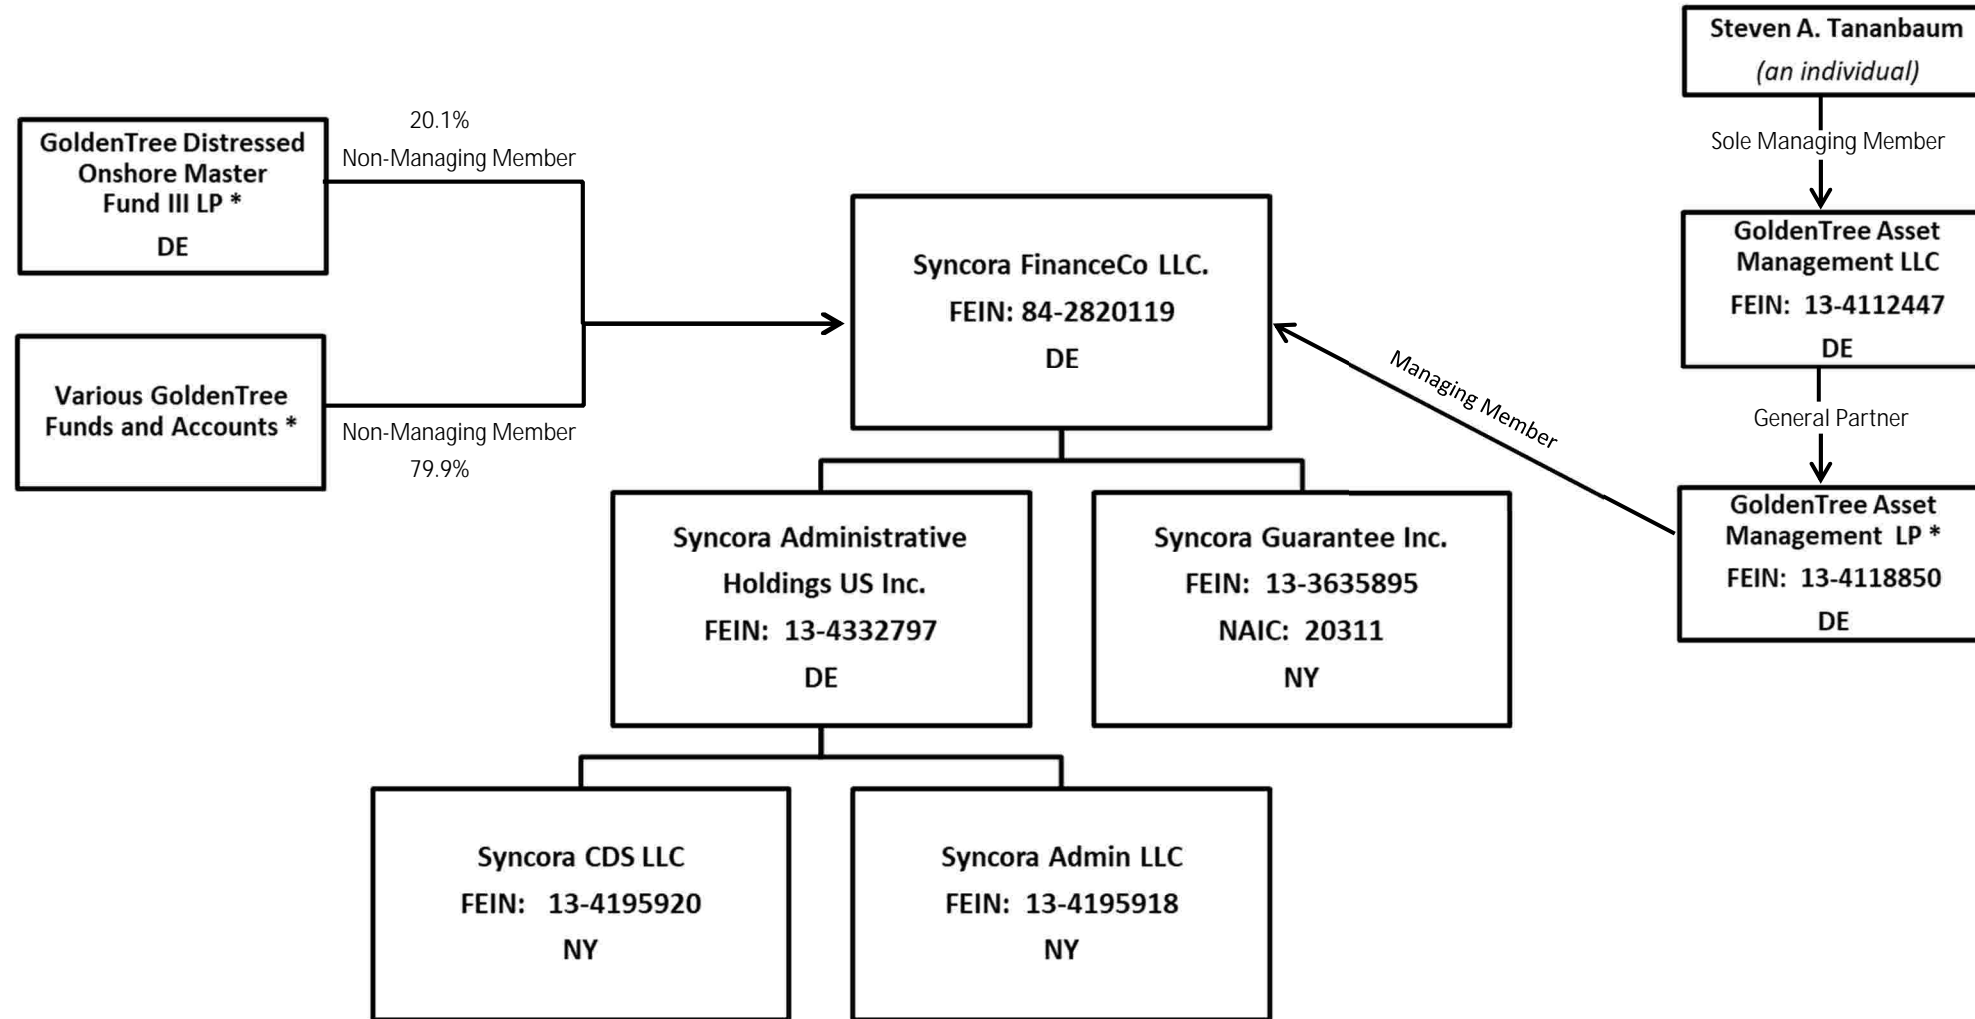 Steven A. Tananbaum
(an individual)
Sole Managing Member
GoldenTree Asset
Management LLC
FEIN: 13-4112447
DE
General Partner
GoldenTree Asset
Management LP *
FEIN: 13-4118850
DE
Managing Member
GoldenTree Distressed
Onshore Master
Fund III LP *
DE
20.1%
Non-Managing Member
Various GoldenTree
Funds and Accounts *
Non-Managing Member
79.9%
Syncora FinanceCo LLC.
FEIN: 84-2820119
DE
Syncora Administrative
Holdings US Inc.
FEIN: 13-4332797
DE
Syncora Guarantee Inc.
FEIN: 13-3635895
NAIC: 20311
NY
Syncora CDS LLC
FEIN: 13-4195920
NY
Syncora Admin LLC
FEIN: 13-4195918
NY